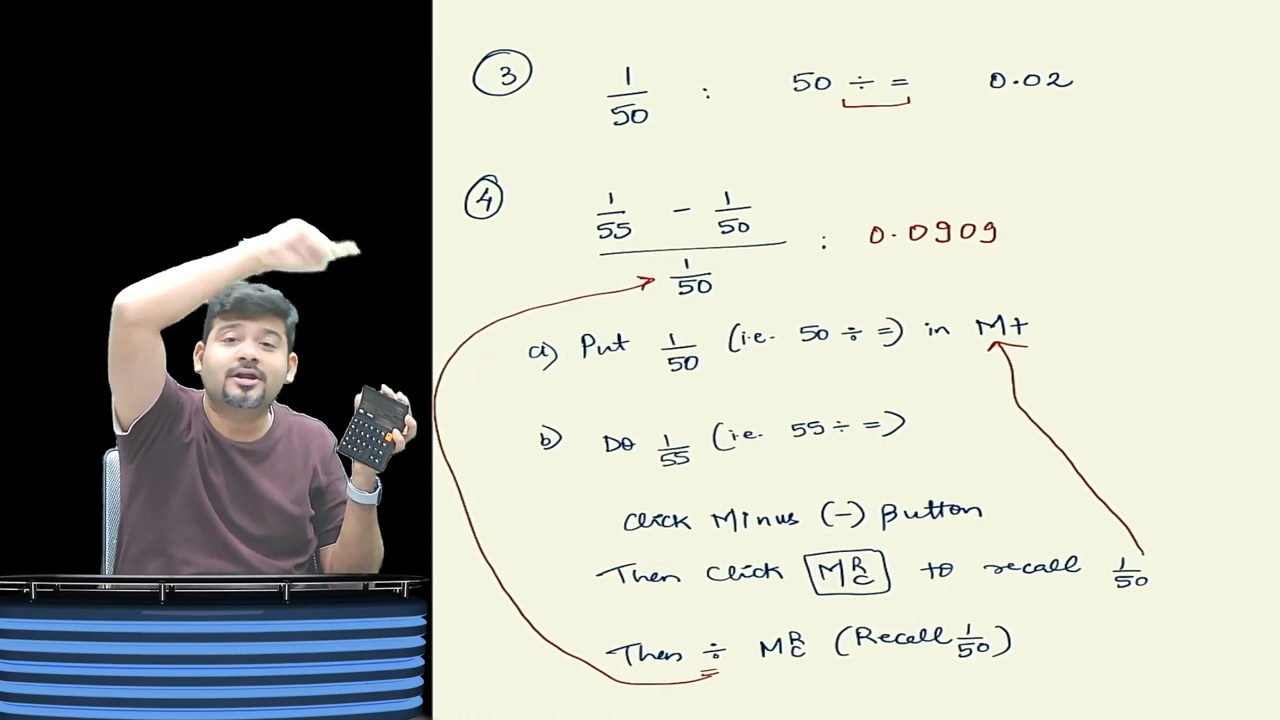 ③ 1/50 : 50 ÷ = 0.02
④ (1/55 - 1/50) / (1/50) : 0.0909
a) Put 1/50 (i.e. 50 ÷ =) in M+
b) Do 1/55 (i.e. 55 ÷ =)
Click Minus (-) Button
Then Click MRC to recall 1/50
Then ÷ MRC (Recall 1/50)